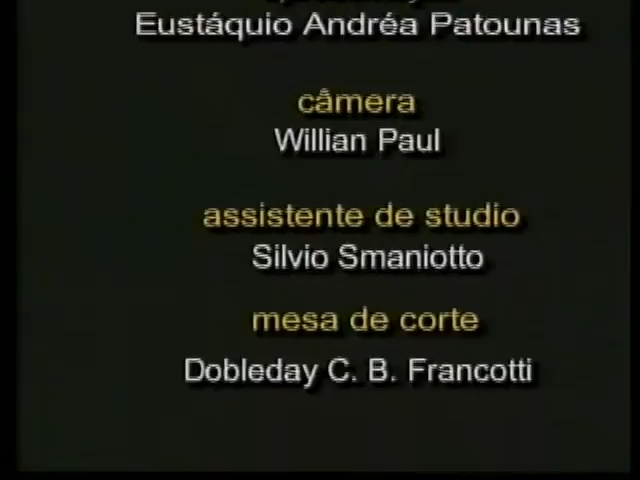 Eustáquio Andréa Patounas
câmera
Willian Paul
assistente de studio
Silvio Smaniotto
mesa de corte
Dobleday C. B. Francotti